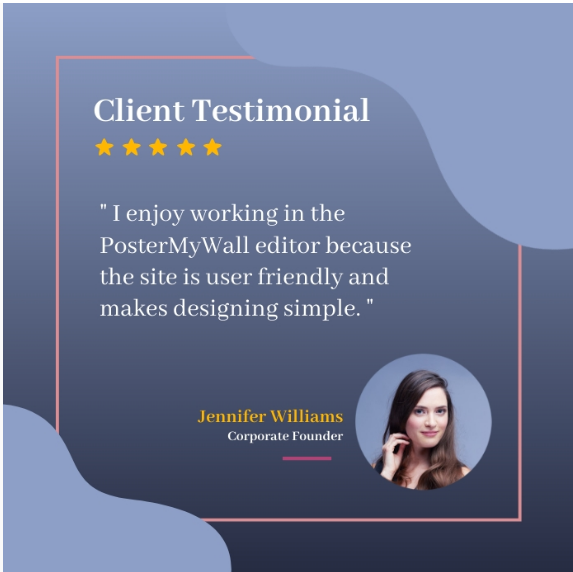 Client Testimonial
" I enjoy working in the
PosterMyWall editor because
the site is user friendly and
makes designing simple. "
Jennifer Williams
Corporate Founder